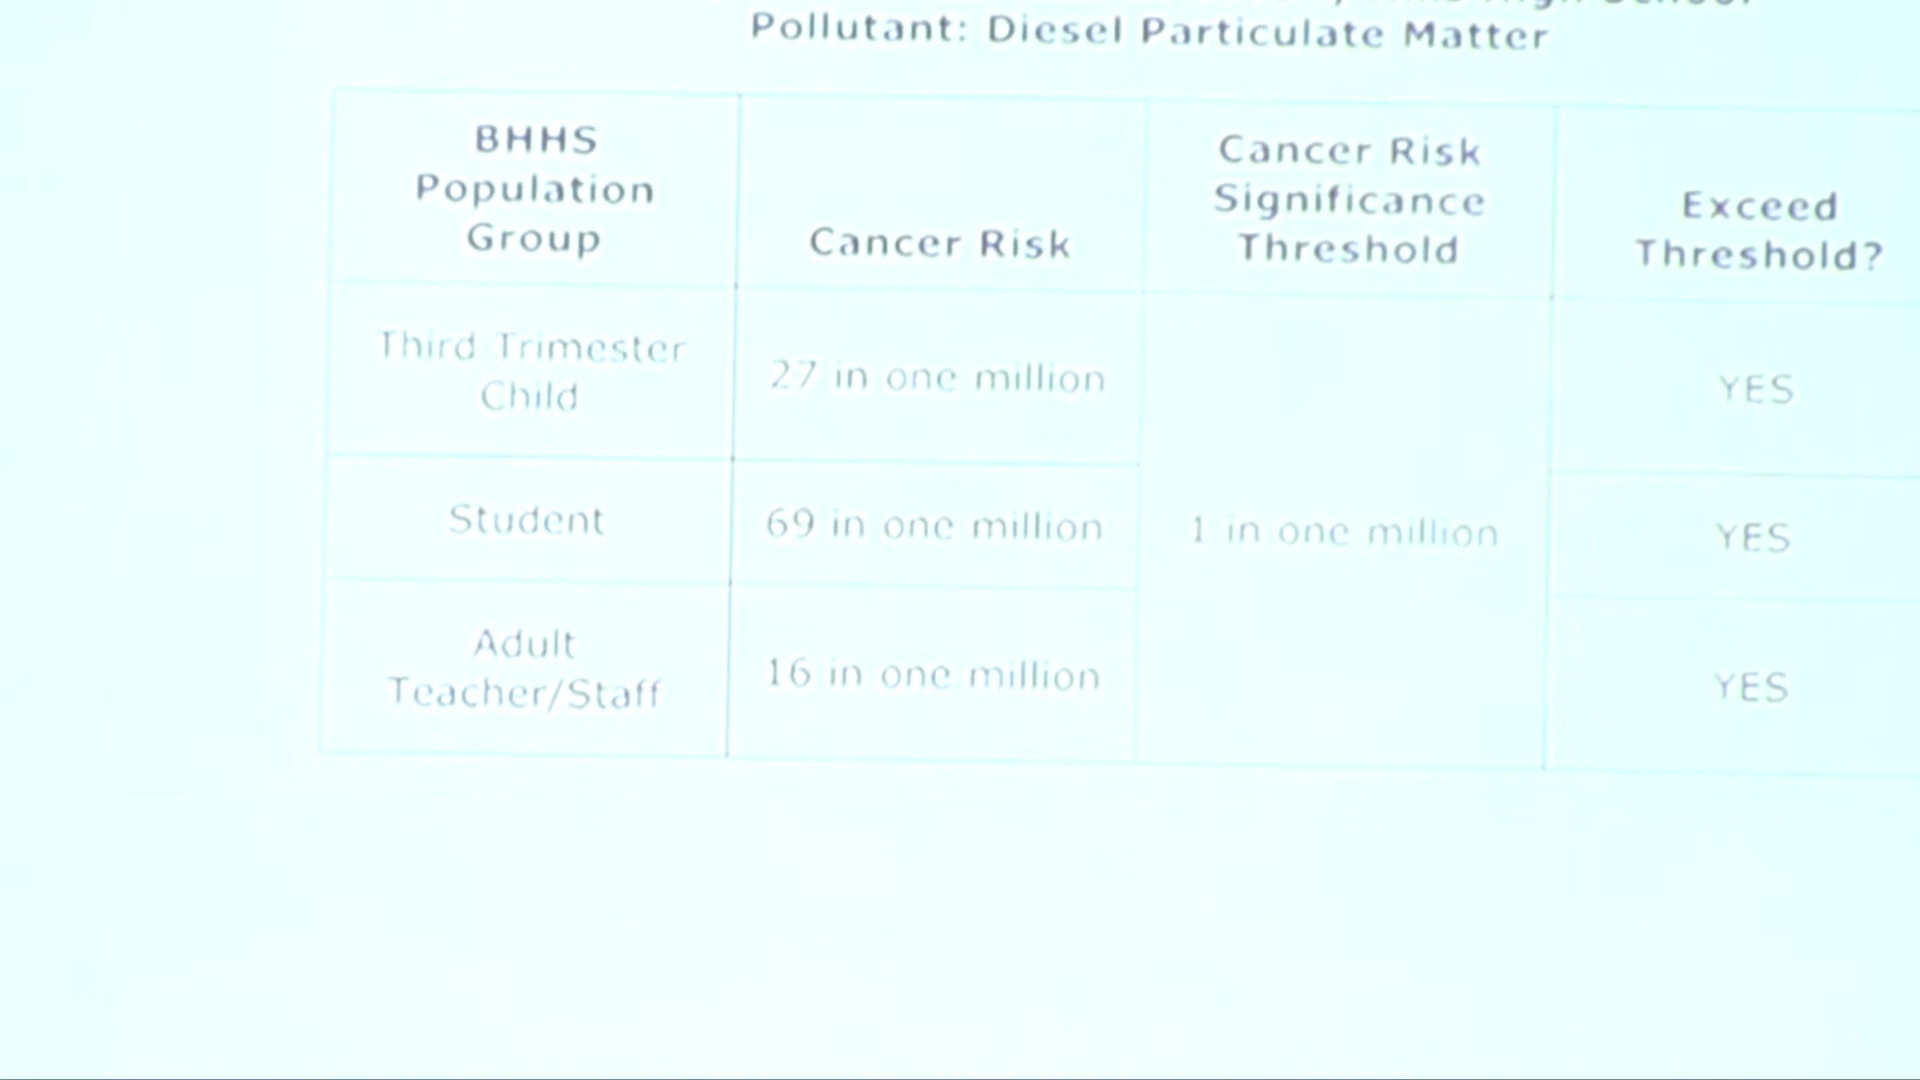 High School
Pollutant: Diesel Particulate Matter
BHHS
Population
Group
Cancer Risk
Cancer Risk
Significance
Threshold
Exceed
Threshold?
Third Trimester
Child
27 in one million
YES
Student
69 in one million
1 in one million
YES
Adult
Teacher/Staff
16 in one million
YES